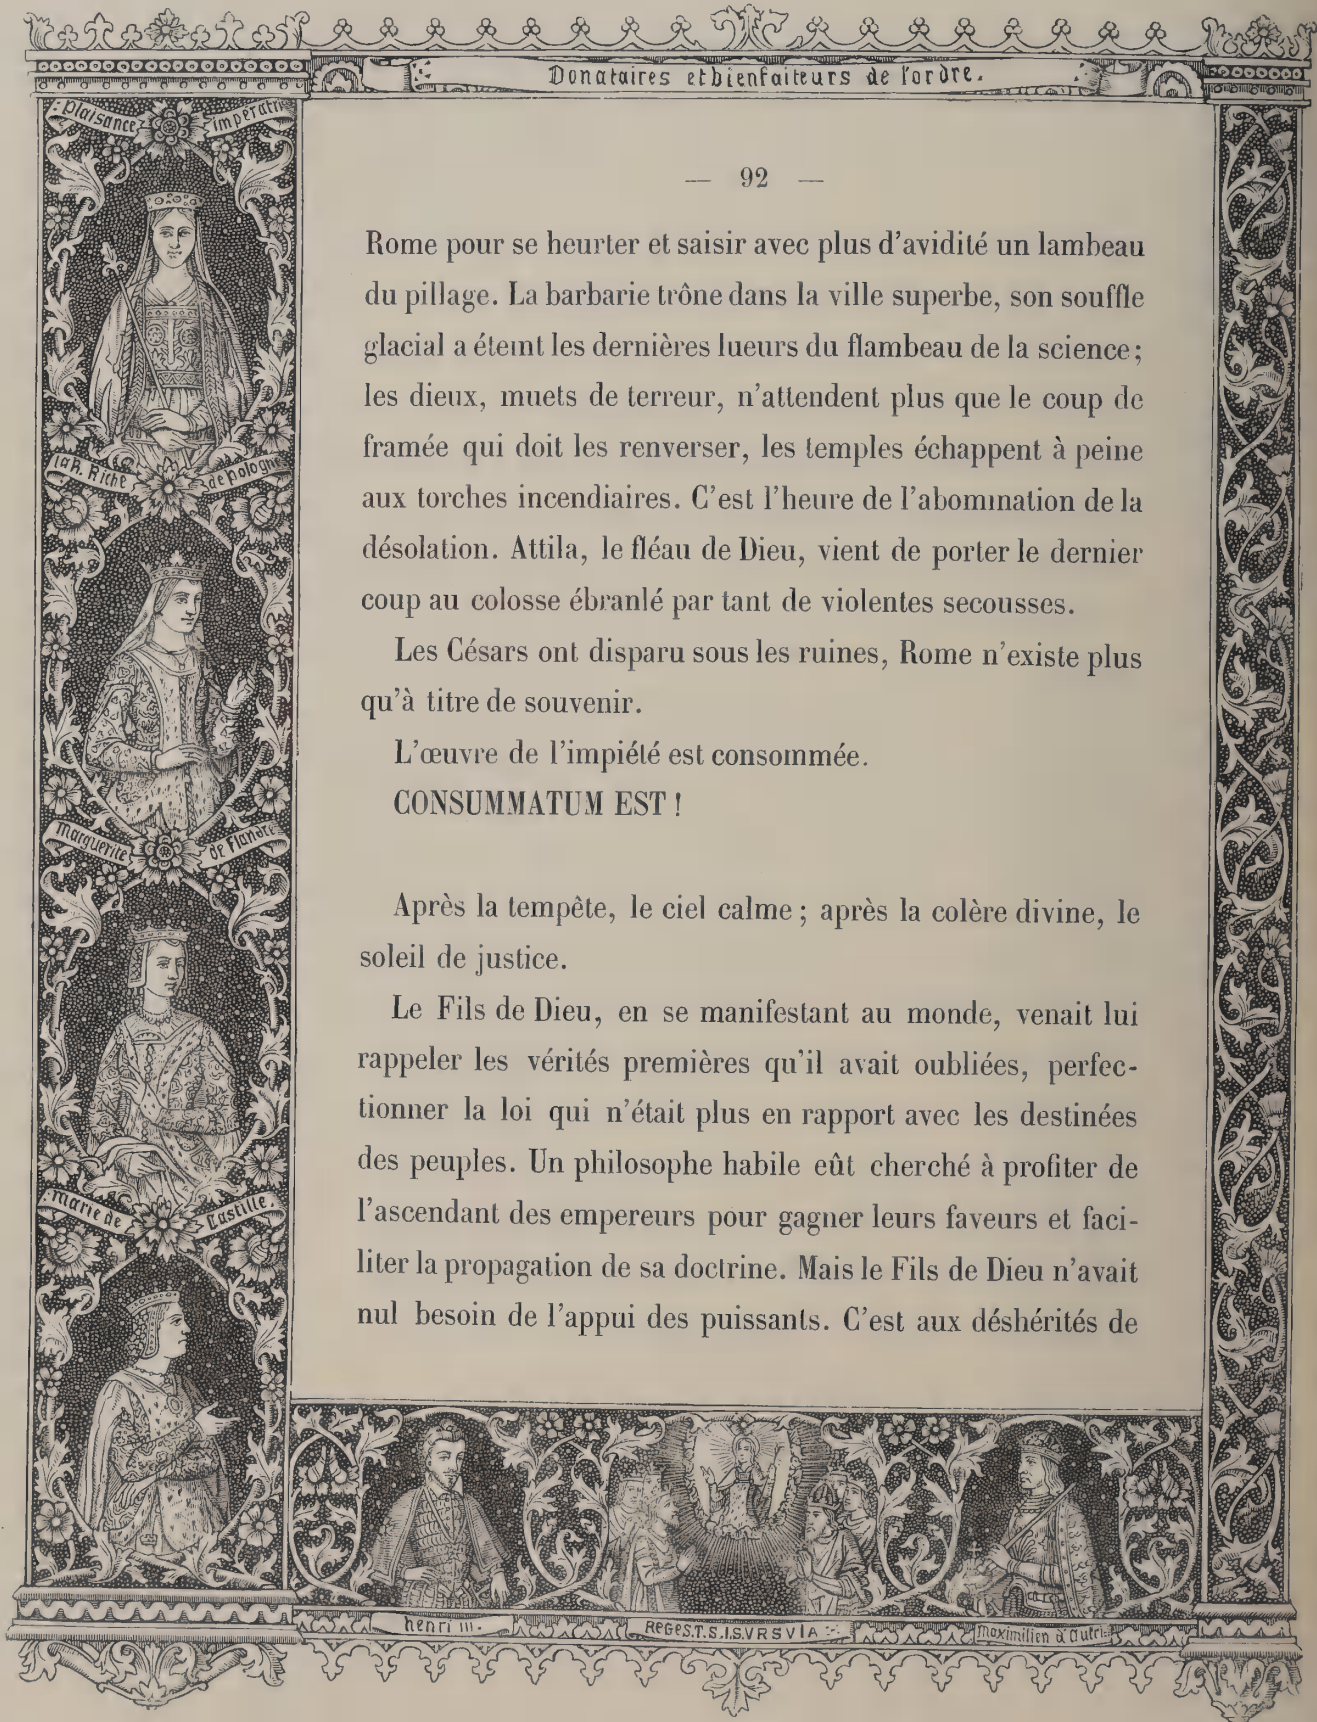 Donataires et bienfaiteurs de l'ordre.
Plaisance imperatri
— 92 —
Rome pour se heurter et saisir avec plus d'avidité un lambeau
du pillage. La barbarie trône dans la ville superbe, son souffle
glacial a éteint les dernières lueurs du flambeau de la science;
les dieux, muets de terreur, n'attendent plus que le coup de
framée qui doit les renverser, les temples échappent à peine
aux torches incendiaires. C'est l'heure de l'abomination de la
désolation. Attila, le fléau de Dieu, vient de porter le dernier
coup au colosse ébranlé par tant de violentes secousses.
Les Césars ont disparu sous les ruines, Rome n'existe plus
qu'à titre de souvenir.
L'œuvre de l'impiété est consommée.
CONSUMMATUM EST !
Après la tempête, le ciel calme ; après la colère divine, le
soleil de justice.
Le Fils de Dieu, en se manifestant au monde, venait lui
rappeler les vérités premières qu'il avait oubliées, perfec-
tionner la loi qui n'était plus en rapport avec les destinées
des peuples. Un philosophe habile eût cherché à profiter de
l'ascendant des empereurs pour gagner leurs faveurs et faci-
liter la propagation de sa doctrine. Mais le Fils de Dieu n'avait
nul besoin de l'appui des puissants. C'est aux déshérités de
la R. Riche de pologne
Marguerite de Flandre
Marie de Castille.
henri III.
REGES.T.S.I.S.VRSVIA
Maximilien d'Autri